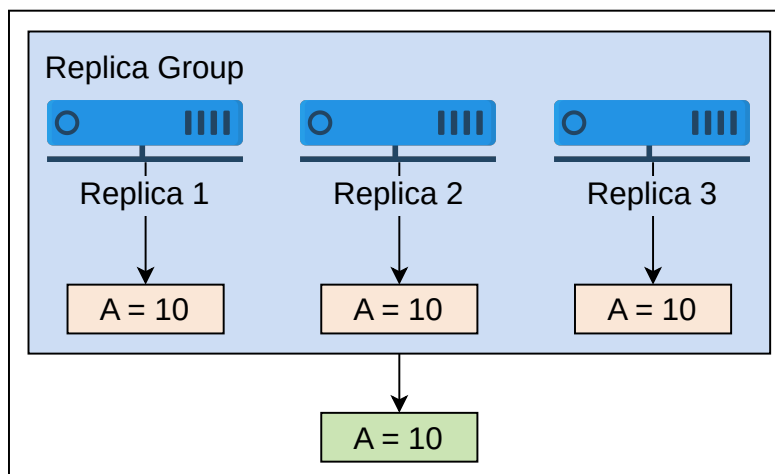 Replica Group
Replica 1
Replica 2
Replica 3
A = 10
A = 10
A = 10
A = 10